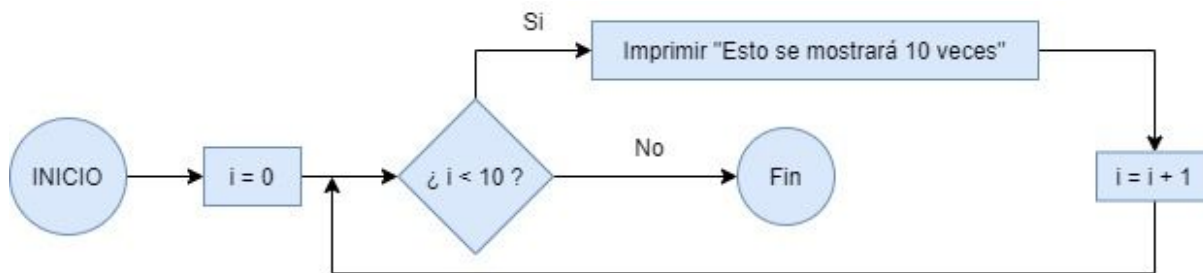 Si
Imprimir "Esto se mostrará 10 veces"
INICIO
i = 0
¿ i < 10 ?
No
Fin
i = i + 1